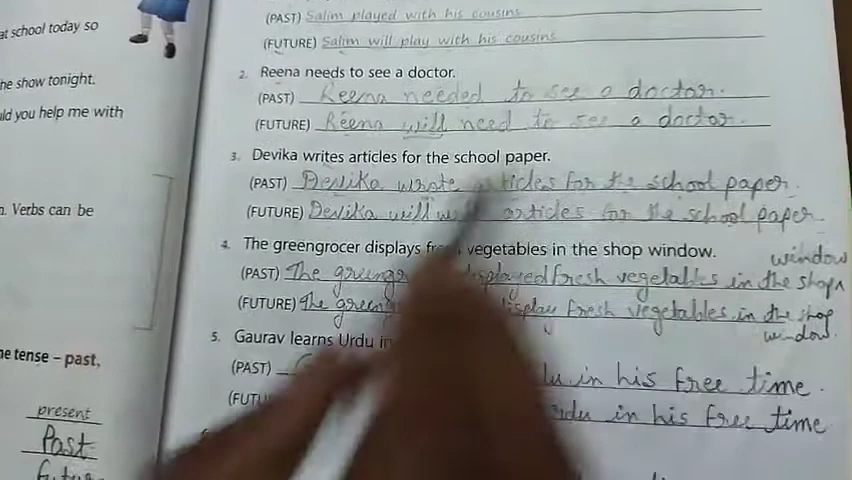 at school today so
he show tonight.
uld you help me with
n. Verbs can be
he tense – past,
present
Past
(PAST) Salim played with his cousins
(FUTURE) Salim will play with his cousins
2. Reena needs to see a doctor.
(PAST) Reena needed to see a doctor.
(FUTURE) Reena will need to see a doctor.
3. Devika writes articles for the school paper.
(PAST) Devika wrote articles for the school paper.
(FUTURE) Devika will articles for the school paper.
4. The greengrocer displays vegetables in the shop window.
window
(PAST) The displayed fresh vegetables in the shop
(FUTURE) The display fresh vegetables in the shop
window.
5. Gaurav learns Urdu in
(PAST) in his free time.
in his free time